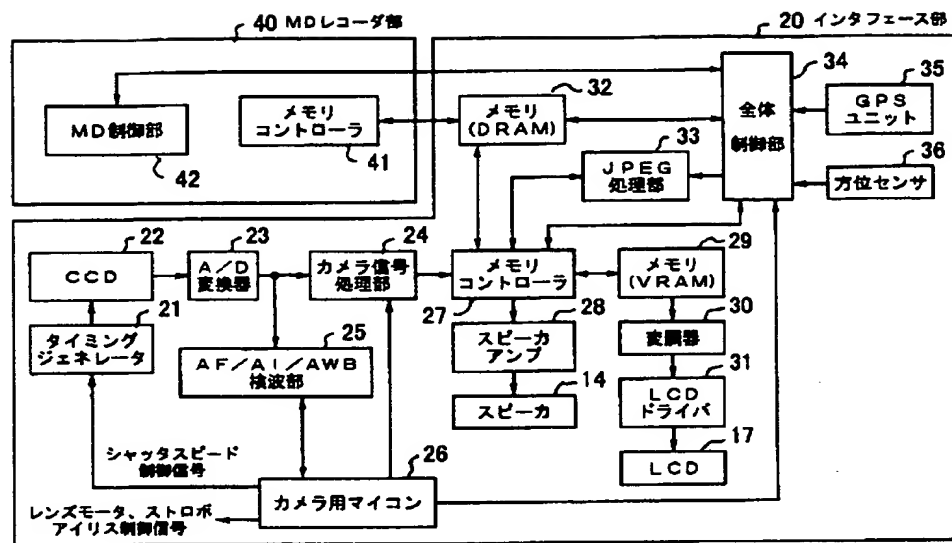 40 MDレコーダ部
20 インタフェース部
34
全体
制御部
35
GPS
ユニット
36
方位センサ
32
メモリ
(DRAM)
メモリ
コントローラ
41
MD制御部
42
33
JPEG
処理部
22
CCD
23
A/D
変換器
24
カメラ信号
処理部
メモリ
コントローラ
27
29
メモリ
(VRAM)
21
タイミング
ジェネレータ
25
AF/AI/AWB
検波部
28
スピーカ
アンプ
30
変調器
14
スピーカ
31
LCD
ドライバ
17
LCD
シャッタスピード
制御信号
26
カメラ用マイコン
レンズモータ、ストロボ
アイリス制御信号